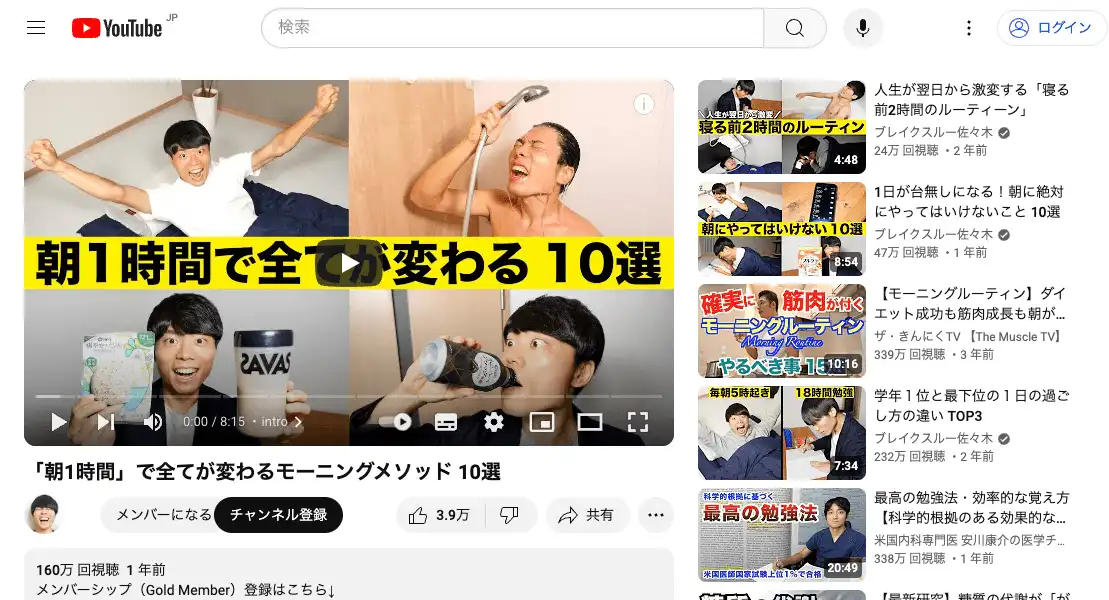 YouTube JP
検索
ログイン
朝1時間で全てが変わる 10選
SAVAS
0:00 / 8:15 ・ intro
「朝1時間」で全てが変わるモーニングメソッド 10選
メンバーになる
チャンネル登録
3.9万
共有
160万 回視聴 1 年前
メンバーシップ（Gold Member）登録はこちら↓
＼人生が翌日から激変／
寝る前2時間のルーティン
4:48
人生が翌日から激変する「寝る
前2時間のルーティーン」
ブレイクスルー佐々木
24万 回視聴 ・2 年前
朝にやってはいけない 10選
8:54
1日が台無しになる！朝に絶対
にやってはいけないこと 10選
ブレイクスルー佐々木
47万 回視聴 ・1 年前
確実に筋肉が付く
モーニングルーティン
Morning Routine
やるべき事
10:16
【モーニングルーティン】ダイ
エット成功も筋肉成長も朝が...
ザ・きんにくTV 【The Muscle TV】
339万 回視聴 ・3 年前
毎朝5時起き
18時間勉強
7:34
学年１位と最下位の１日の過ご
し方の違い TOP3
ブレイクスルー佐々木
232万 回視聴 ・2 年前
科学的根拠に基づく
最高の勉強法
米国医師国家試験上位1%で合格
20:49
最高の勉強法・効率的な覚え方
【科学的根拠のある効果的な...
米国内科専門医 安川康介の医学チ...
338万 回視聴 ・1 年前